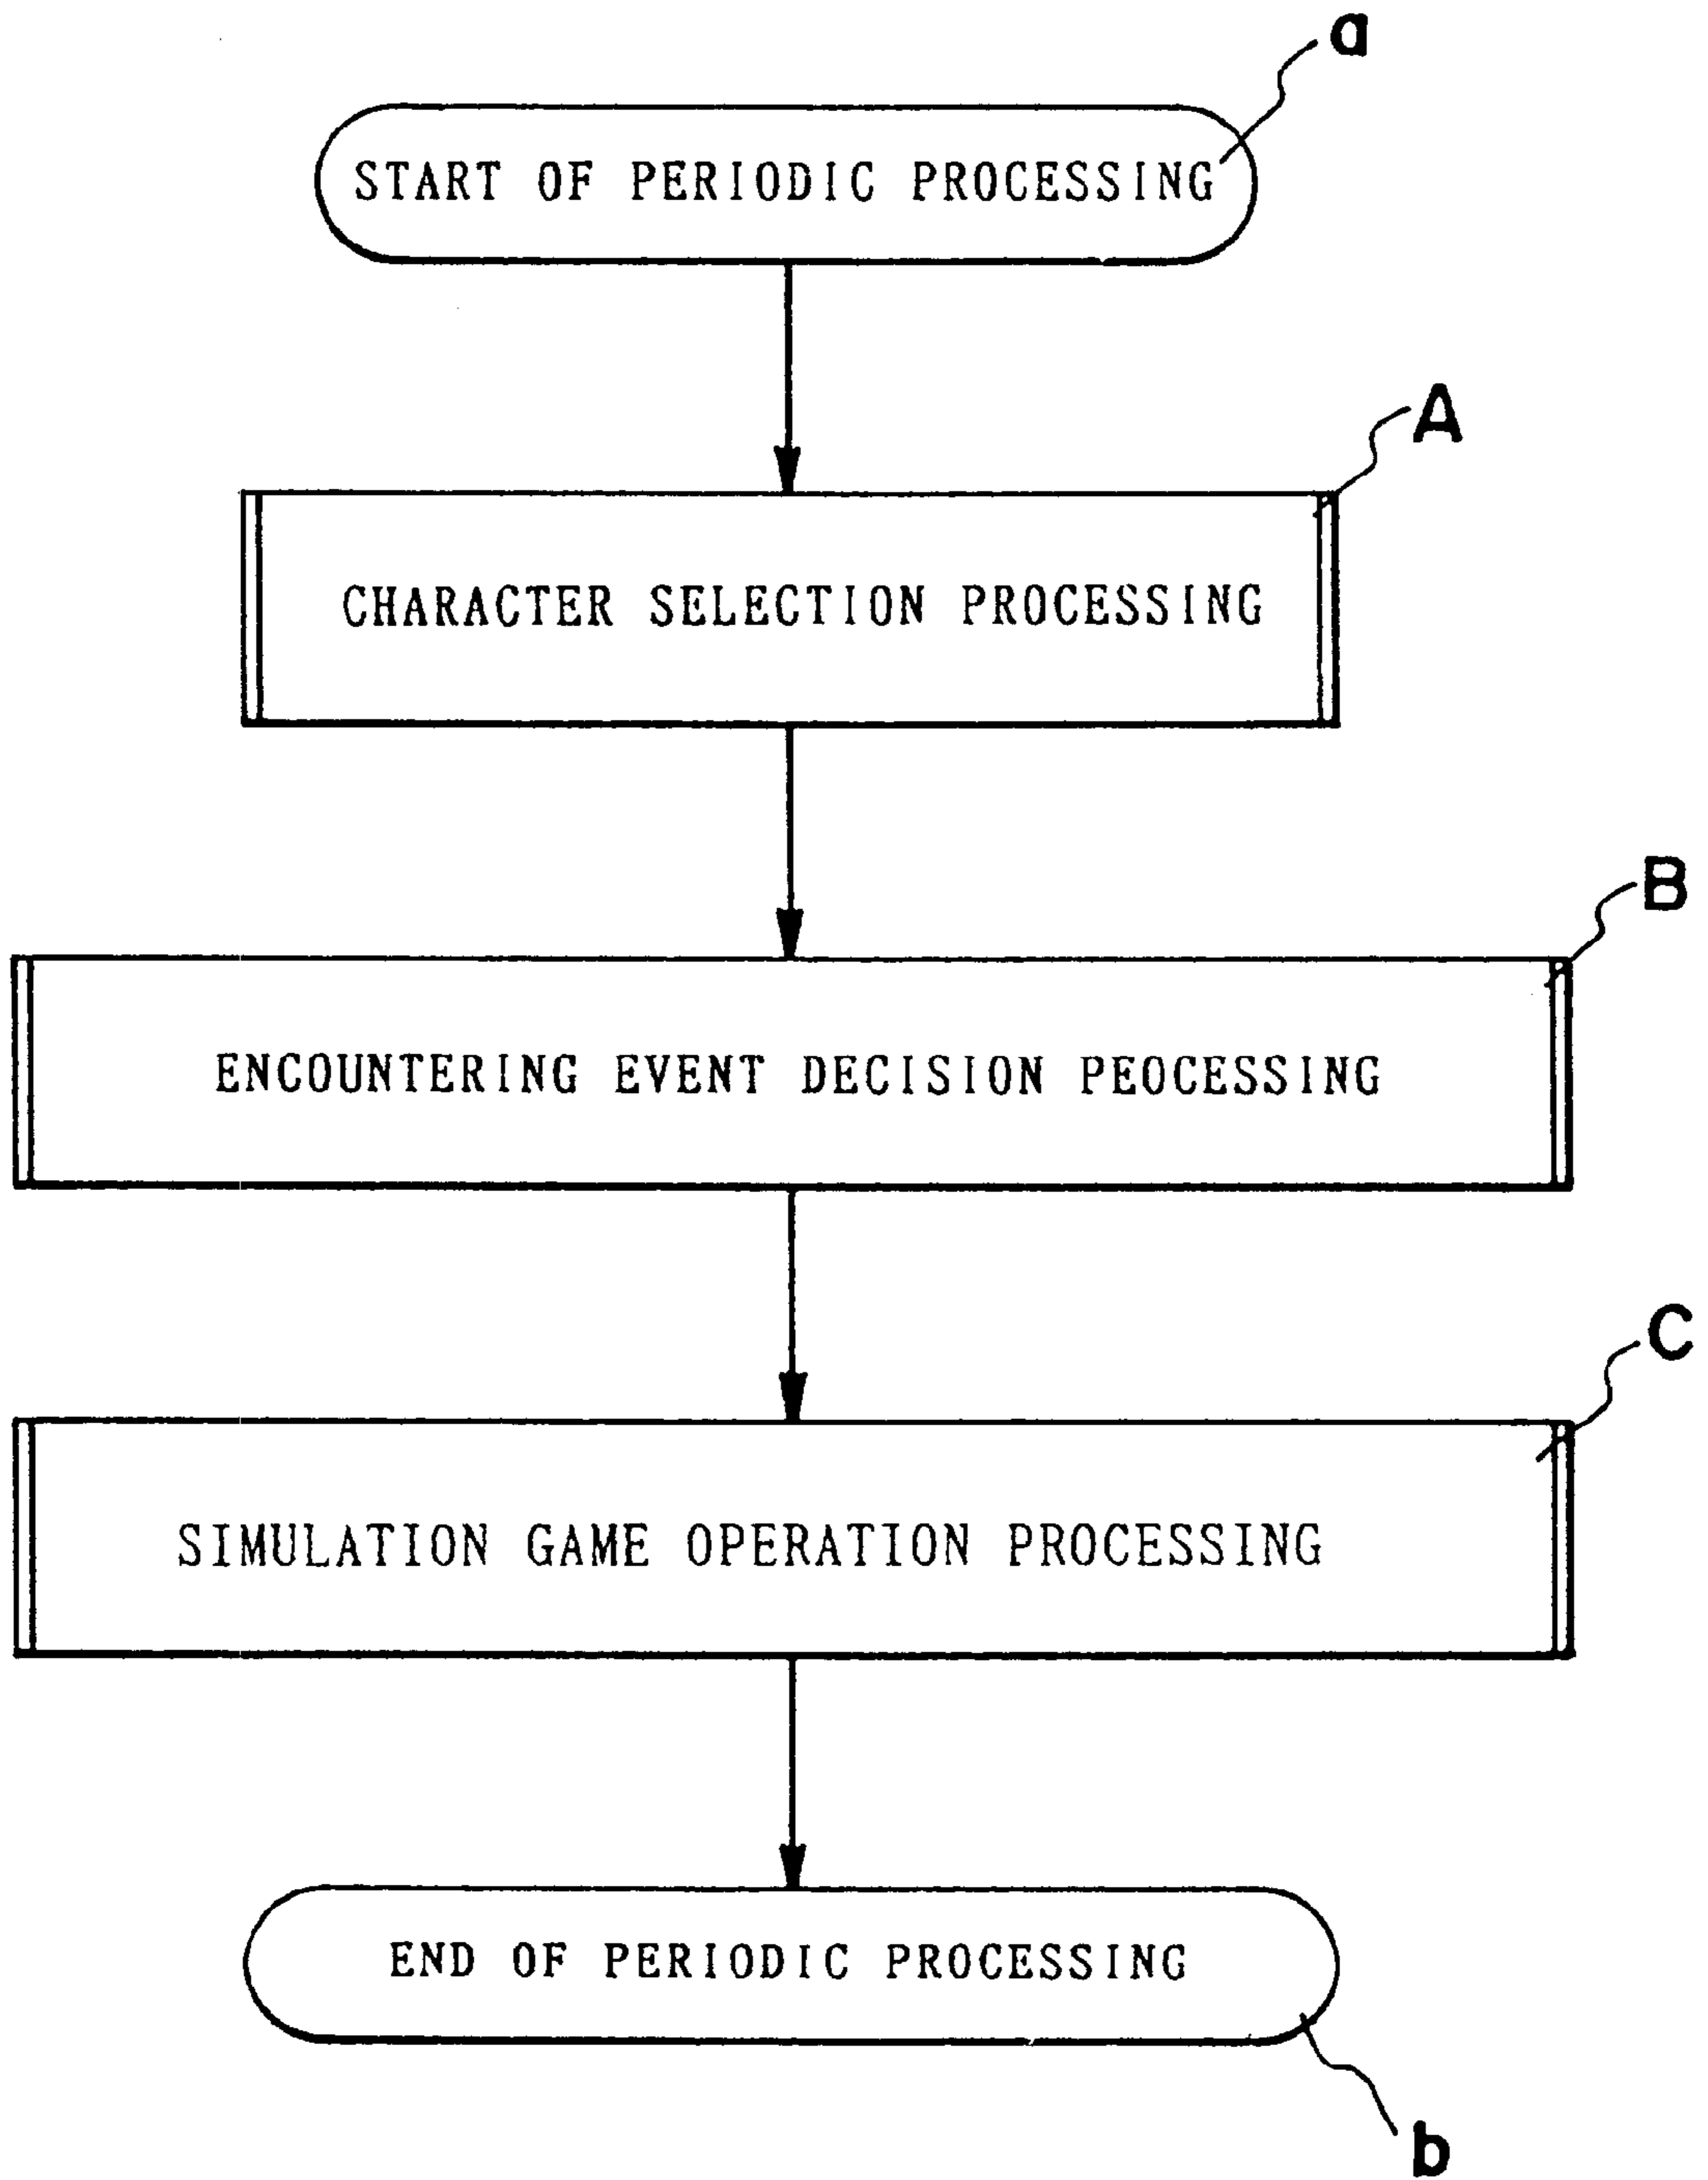 a
START OF PERIODIC PROCESSING
A
CHARACTER SELECTION PROCESSING
B
ENCOUNTERING EVENT DECISION PEOCESSING
C
SIMULATION GAME OPERATION PROCESSING
END OF PERIODIC PROCESSING
b